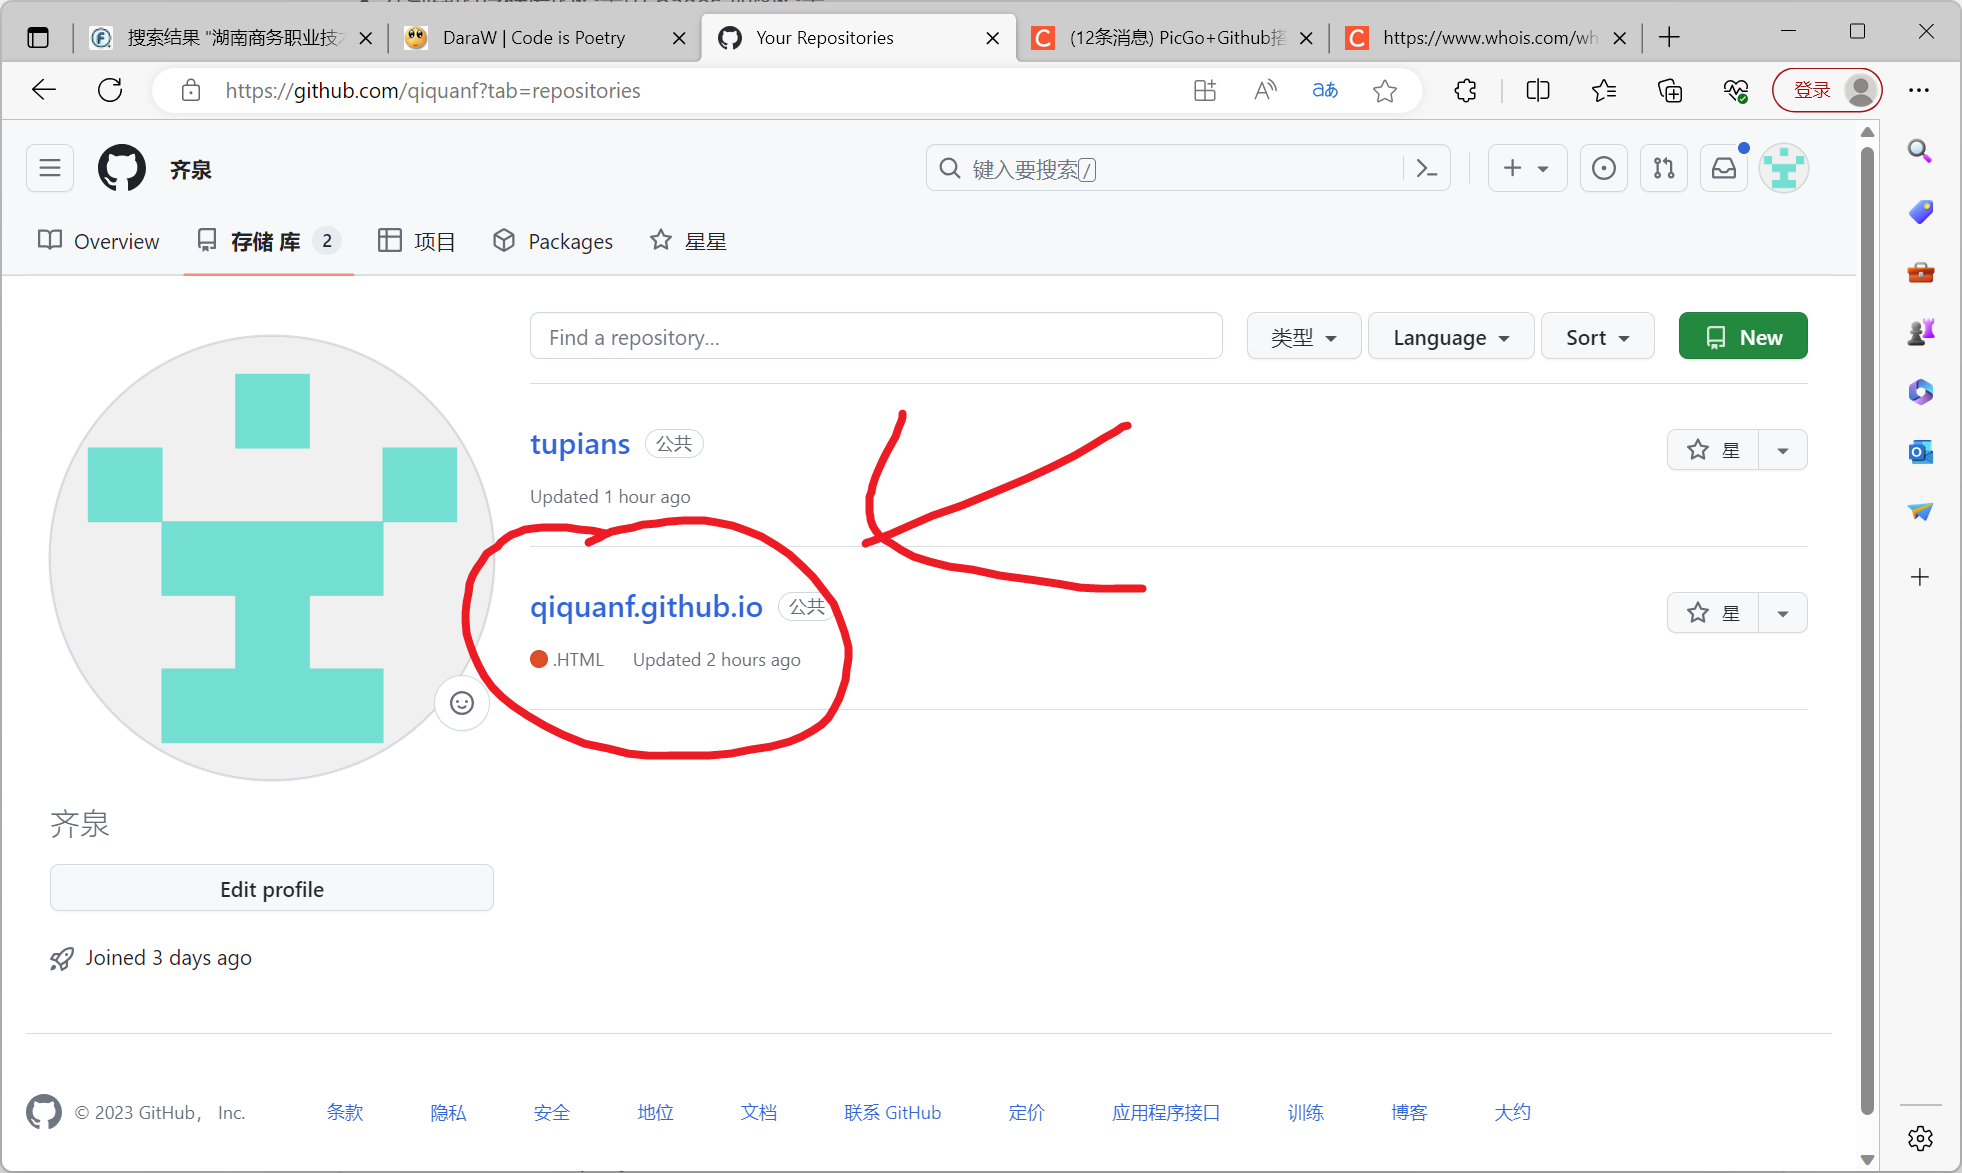 搜索结果 "湖南商务职业技
DaraW | Code is Poetry
Your Repositories
(12条消息) PicGo+Github搭
https://www.whois.com/wh
https://github.com/qiquanf?tab=repositories
登录
齐泉
键入要搜索/
Overview
存储 库 2
项目
Packages
星星
Find a repository...
类型
Language
Sort
New
tupians 公共
星
Updated 1 hour ago
qiquanf.github.io 公共
星
.HTML Updated 2 hours ago
齐泉
Edit profile
Joined 3 days ago
© 2023 GitHub, Inc.
条款
隐私
安全
地位
文档
联系 GitHub
定价
应用程序接口
训练
博客
大约